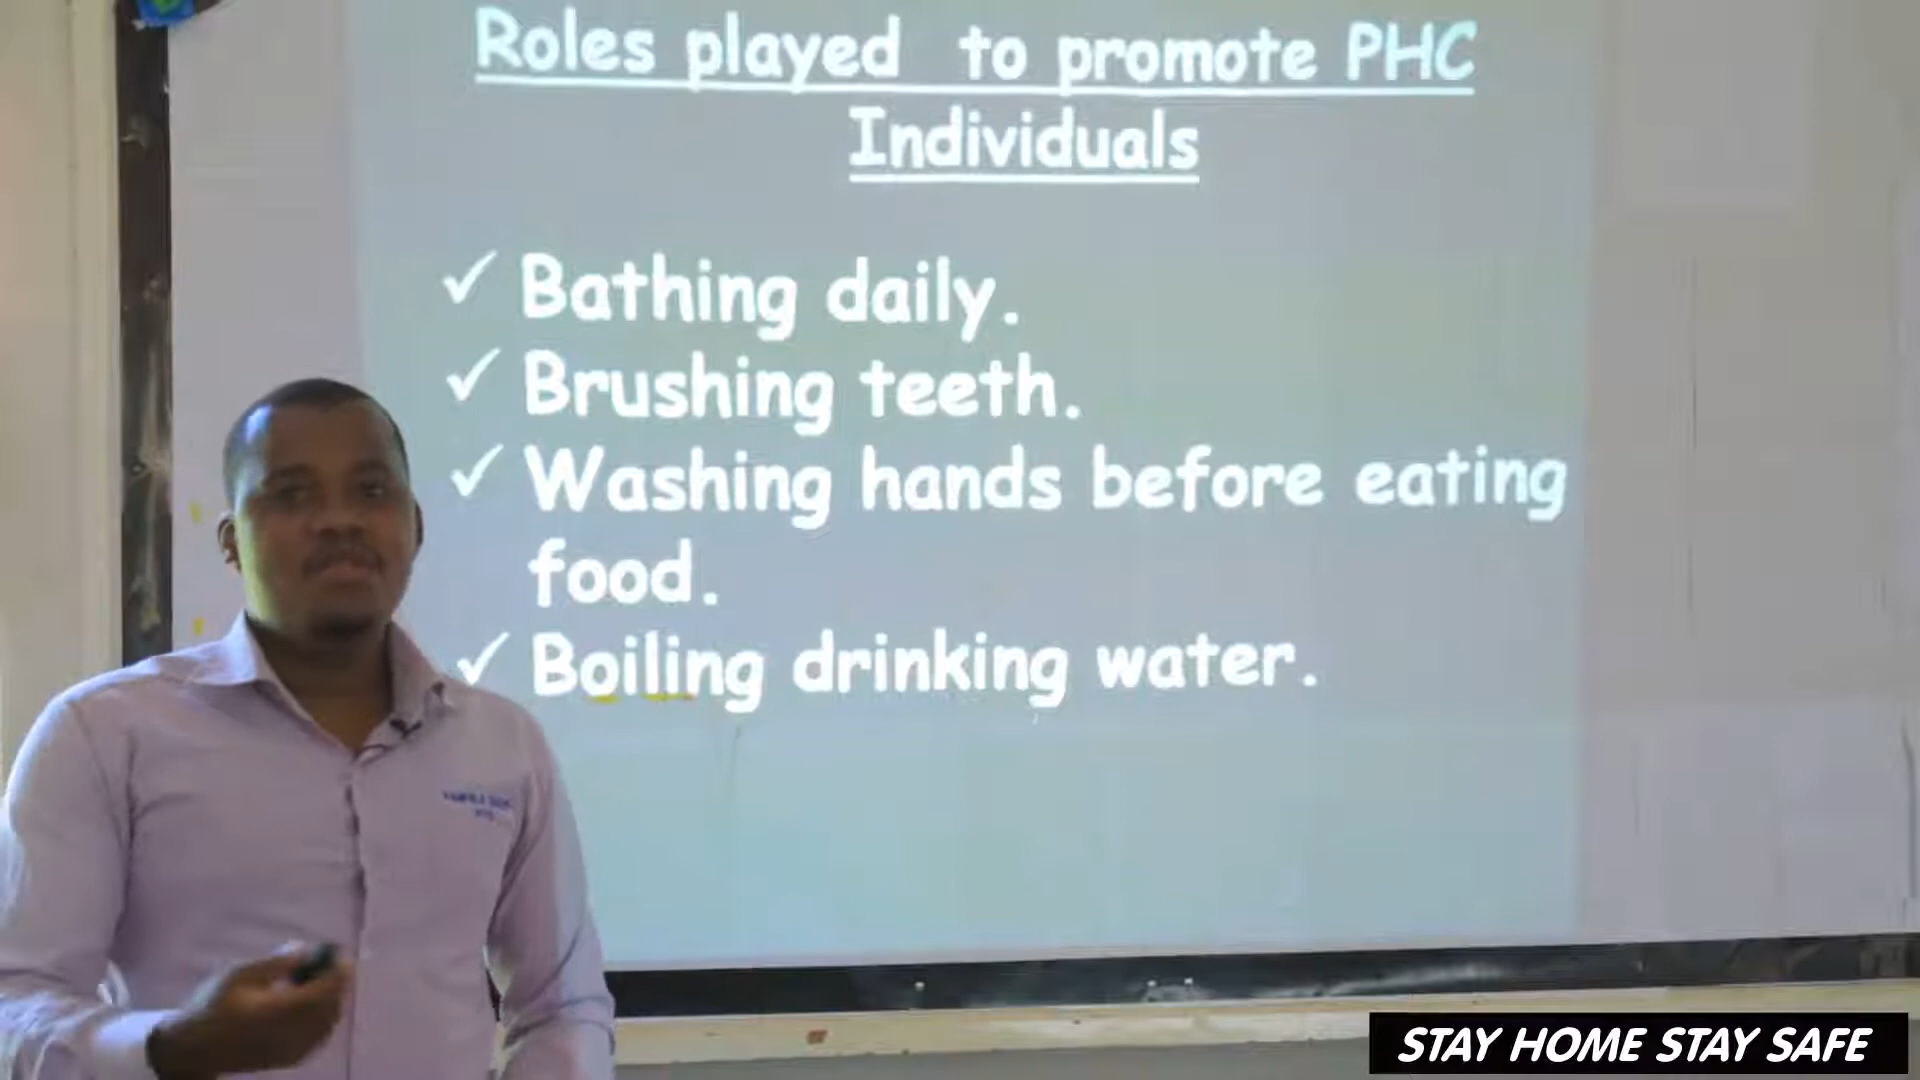 Roles played to promote PHC
Individuals
✓ Bathing daily.
✓ Brushing teeth.
✓ Washing hands before eating
food.
✓ Boiling drinking water.
STAY HOME STAY SAFE